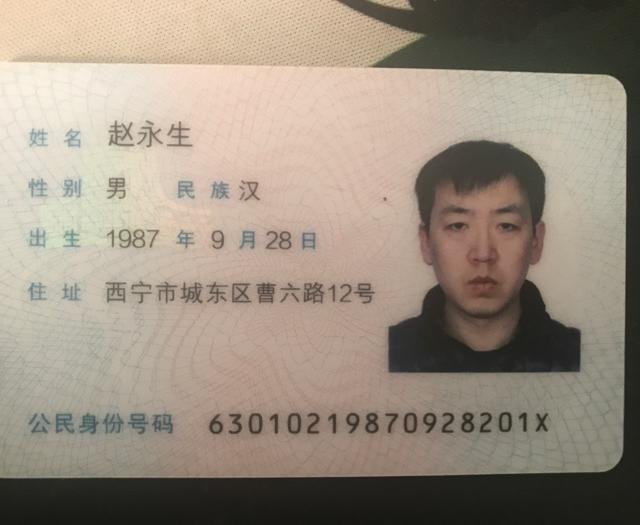 姓名 赵永生
性别 男 民族 汉
出生 1987 年 9 月 28 日
住址 西宁市城东区曹六路12号
公民身份号码 63010219870928201X